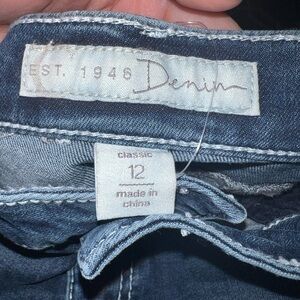 EST. 1946 Denim
classic
12
made in
china